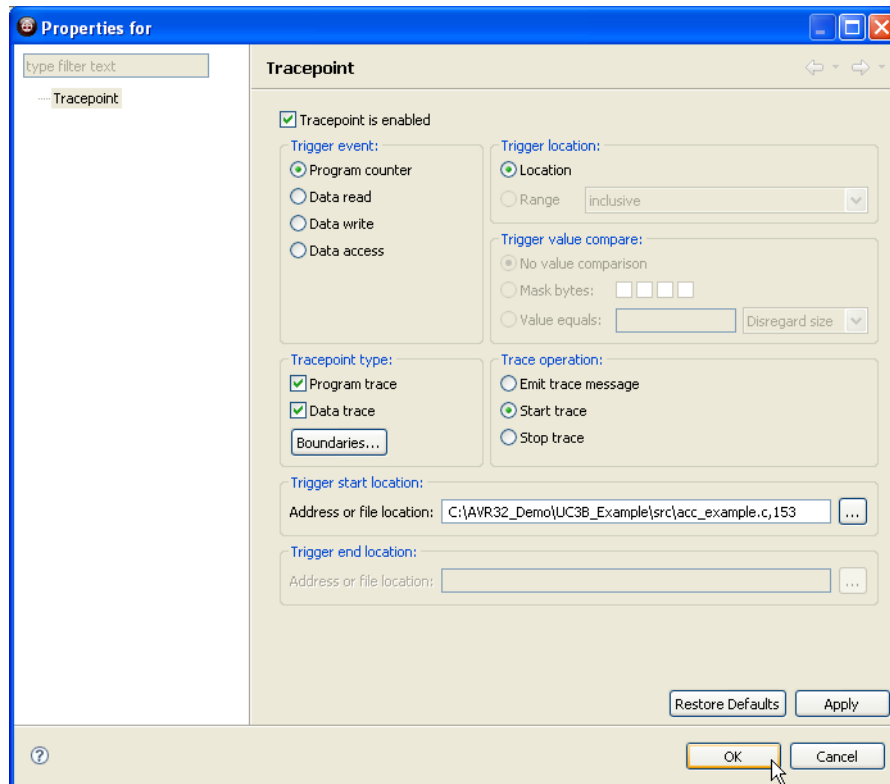 Properties for
type filter text
Tracepoint
Tracepoint
Tracepoint is enabled
Trigger event:
Program counter
Data read
Data write
Data access
Trigger location:
Location
Range inclusive
Trigger value compare:
No value comparison
Mask bytes:
Value equals: Disregard size
Tracepoint type:
Program trace
Data trace
Boundaries...
Trace operation:
Emit trace message
Start trace
Stop trace
Trigger start location:
Address or file location: C:\AVR32_Demo\UC3B_Example\src\acc_example.c,153 ...
Trigger end location:
Address or file location: ...
Restore Defaults Apply
? OK Cancel